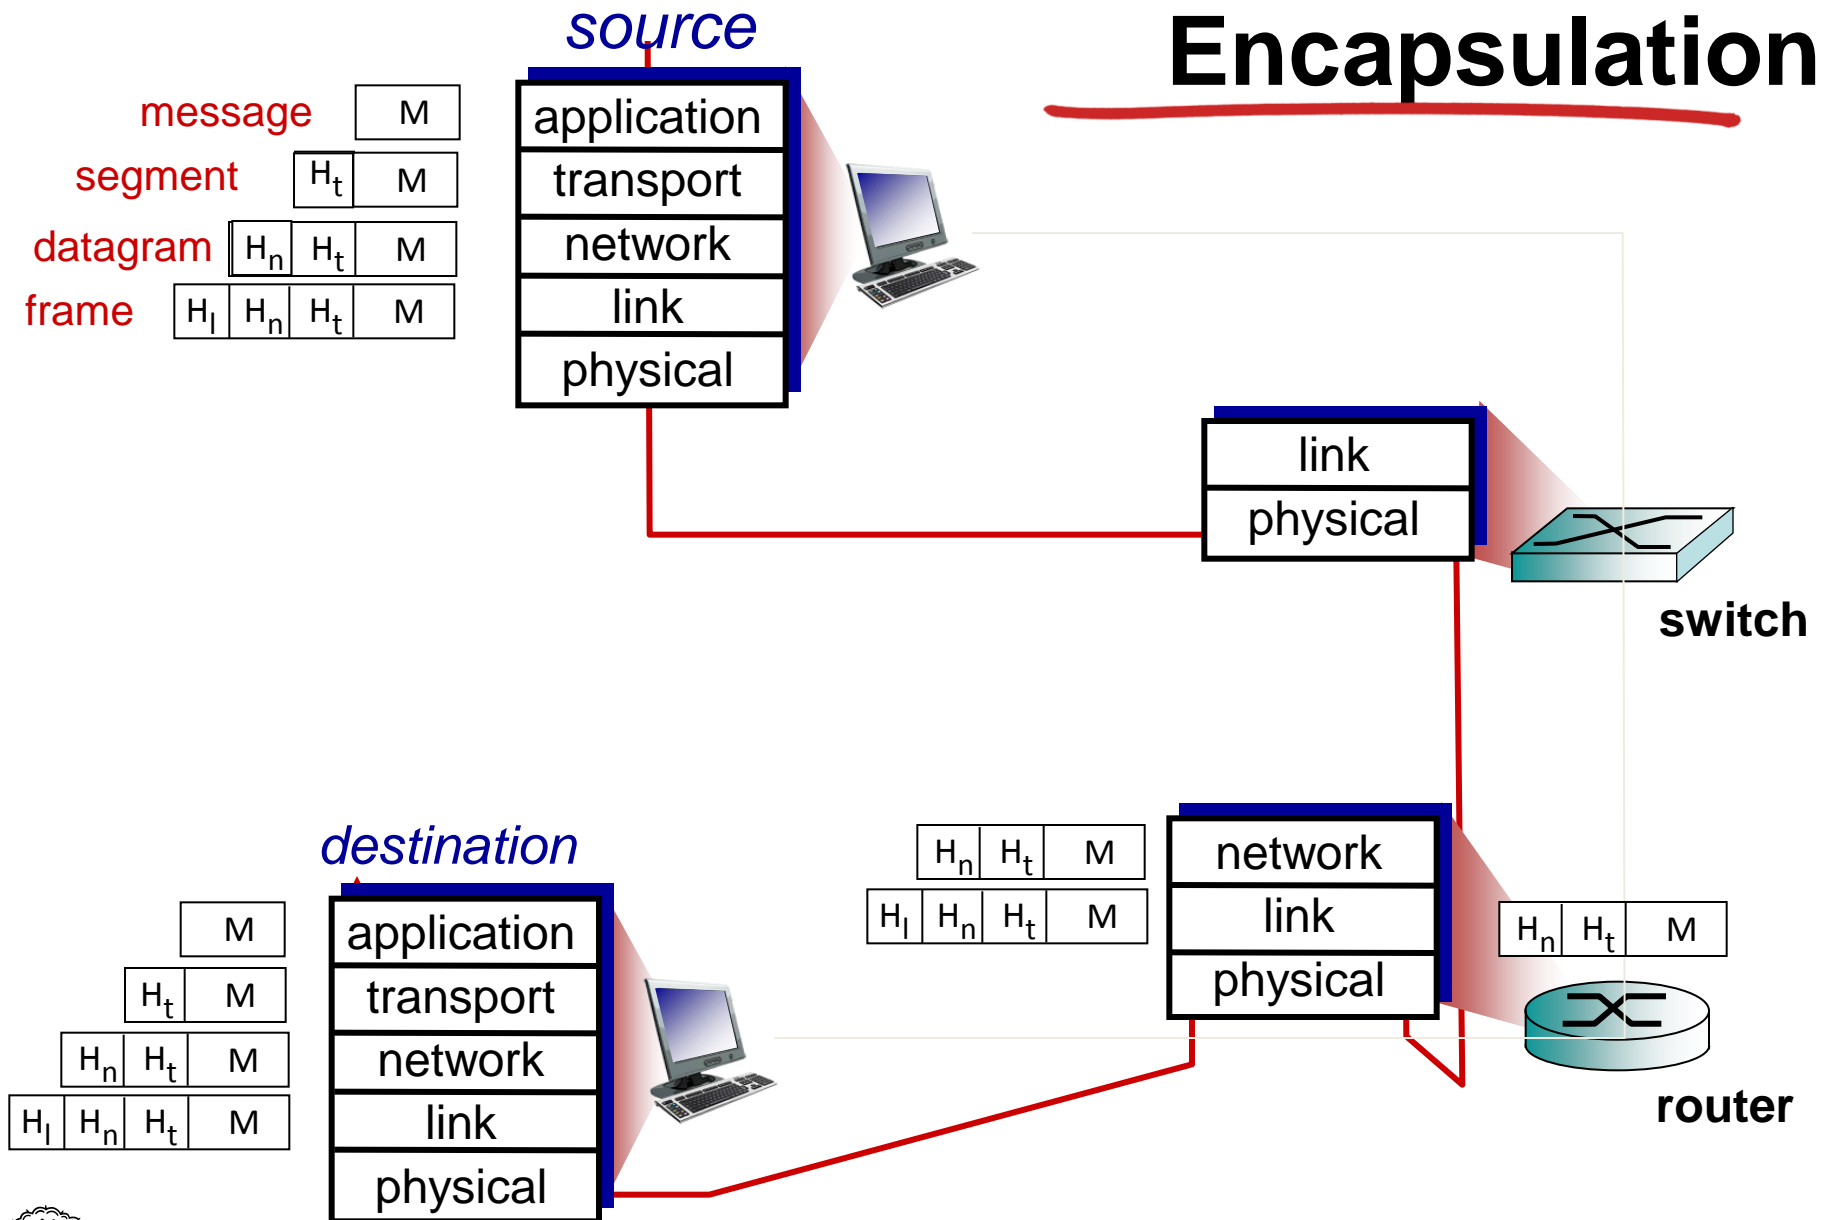 source
Encapsulation
message M
application
segment Ht M
transport
datagram Hn Ht M
network
frame Hl Hn Ht M
link
physical
link
physical
switch
destination
Hn Ht M
network
Hl Hn Ht M
link
physical
Hn Ht M
router
M
application
Ht M
transport
Hn Ht M
network
Hl Hn Ht M
link
physical